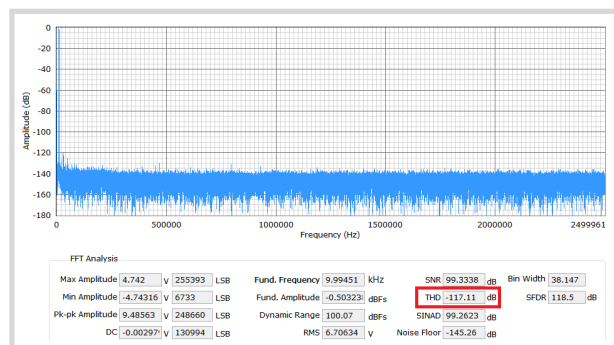 0
-20
-40
-60
-80
-100
-120
-140
-160
-180
Amplitude (dB)
0 500000 1000000 1500000 2000000 2499961
Frequency (Hz)
FFT Analysis
Max Amplitude 4.742 V 255393 LSB Fund. Frequency 9.99451 kHz SNR 99.3338 dB Bin Width 38.147
Min Amplitude -4.74316 V 6733 LSB Fund. Amplitude -0.50323 dBFs THD -117.11 dB SFDR 118.5 dB
Pk-pk Amplitude 9.48563 V 248660 LSB Dynamic Range 100.07 dBFs SINAD 99.2623 dB
DC -0.00297 V 130994 LSB RMS 6.70634 V Noise Floor -145.26 dB